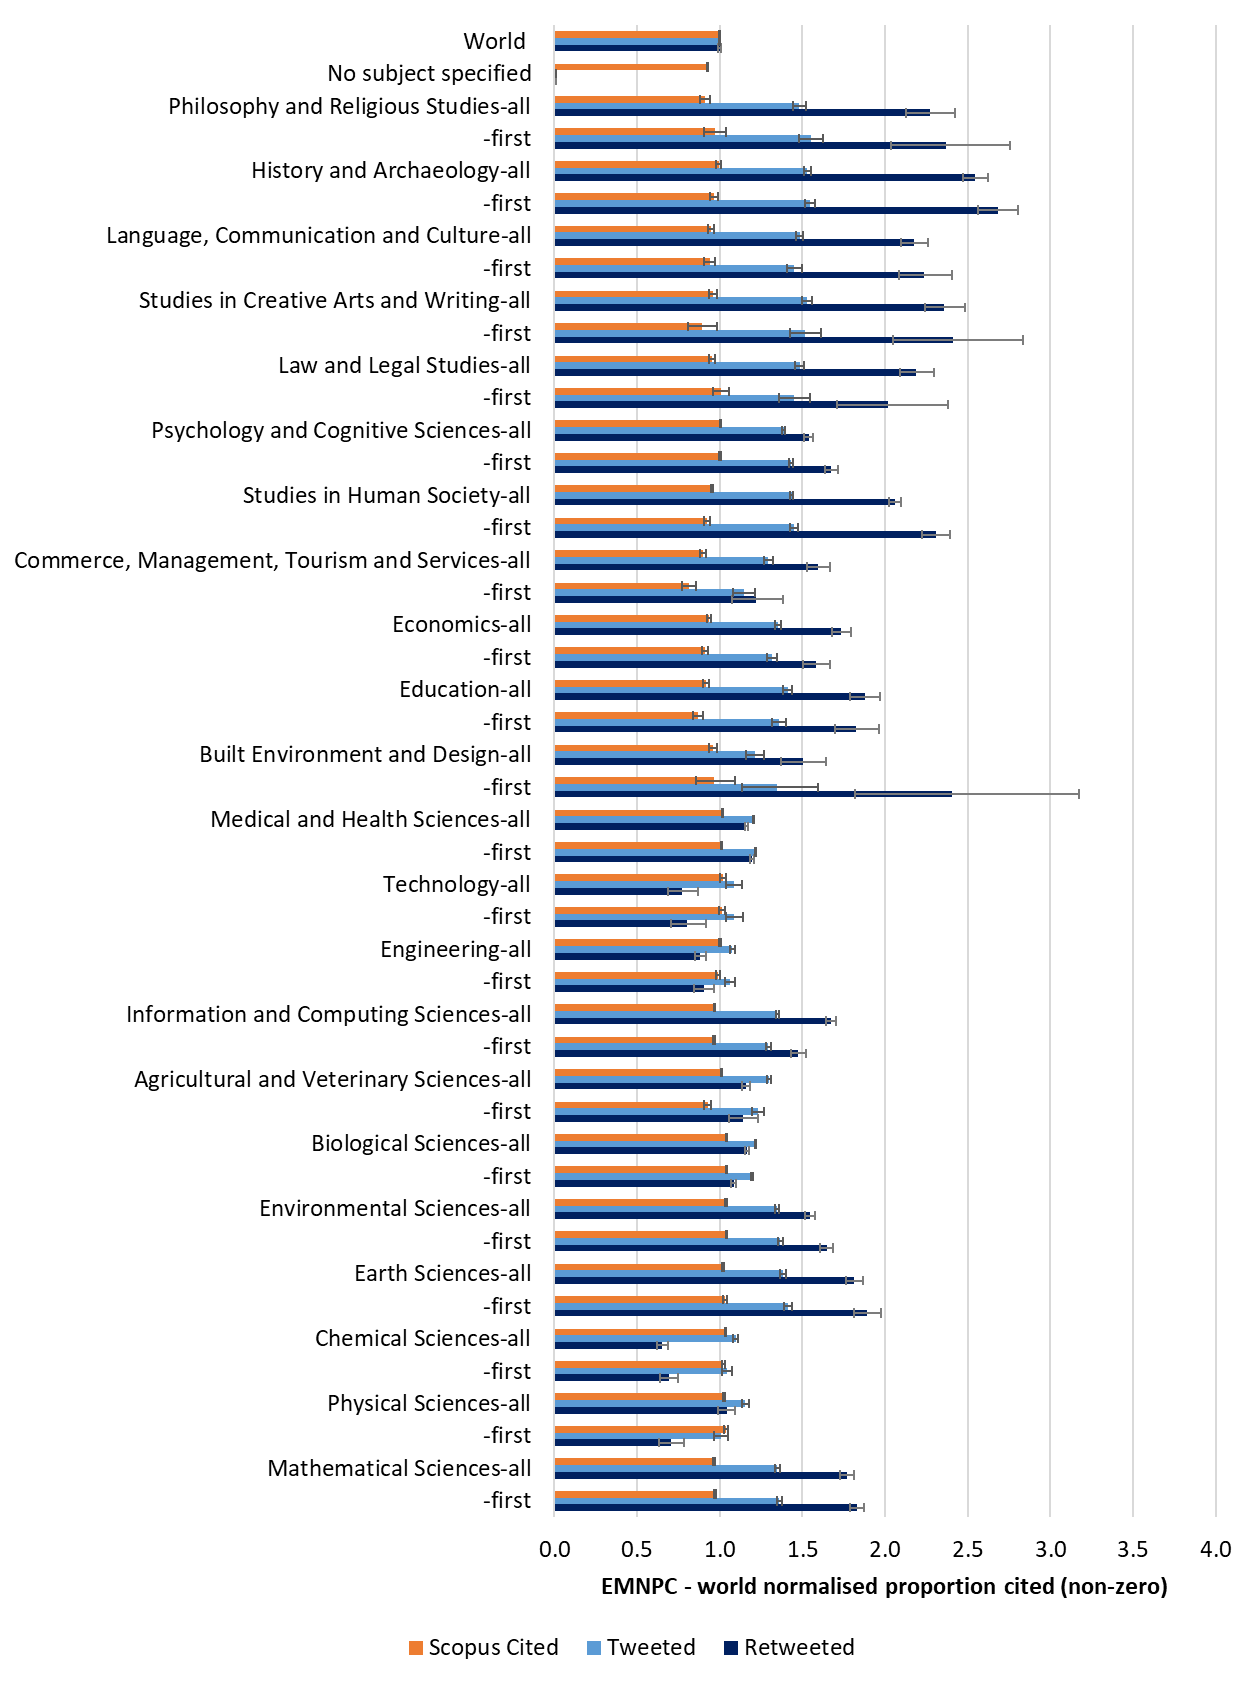 World
No subject specified
Philosophy and Religious Studies-all
-first
History and Archaeology-all
-first
Language, Communication and Culture-all
-first
Studies in Creative Arts and Writing-all
-first
Law and Legal Studies-all
-first
Psychology and Cognitive Sciences-all
-first
Studies in Human Society-all
-first
Commerce, Management, Tourism and Services-all
-first
Economics-all
-first
Education-all
-first
Built Environment and Design-all
-first
Medical and Health Sciences-all
-first
Technology-all
-first
Engineering-all
-first
Information and Computing Sciences-all
-first
Agricultural and Veterinary Sciences-all
-first
Biological Sciences-all
-first
Environmental Sciences-all
-first
Earth Sciences-all
-first
Chemical Sciences-all
-first
Physical Sciences-all
-first
Mathematical Sciences-all
-first
0.0 0.5 1.0 1.5 2.0 2.5 3.0 3.5 4.0
EMNPC - world normalised proportion cited (non-zero)
Scopus Cited Tweeted Retweeted